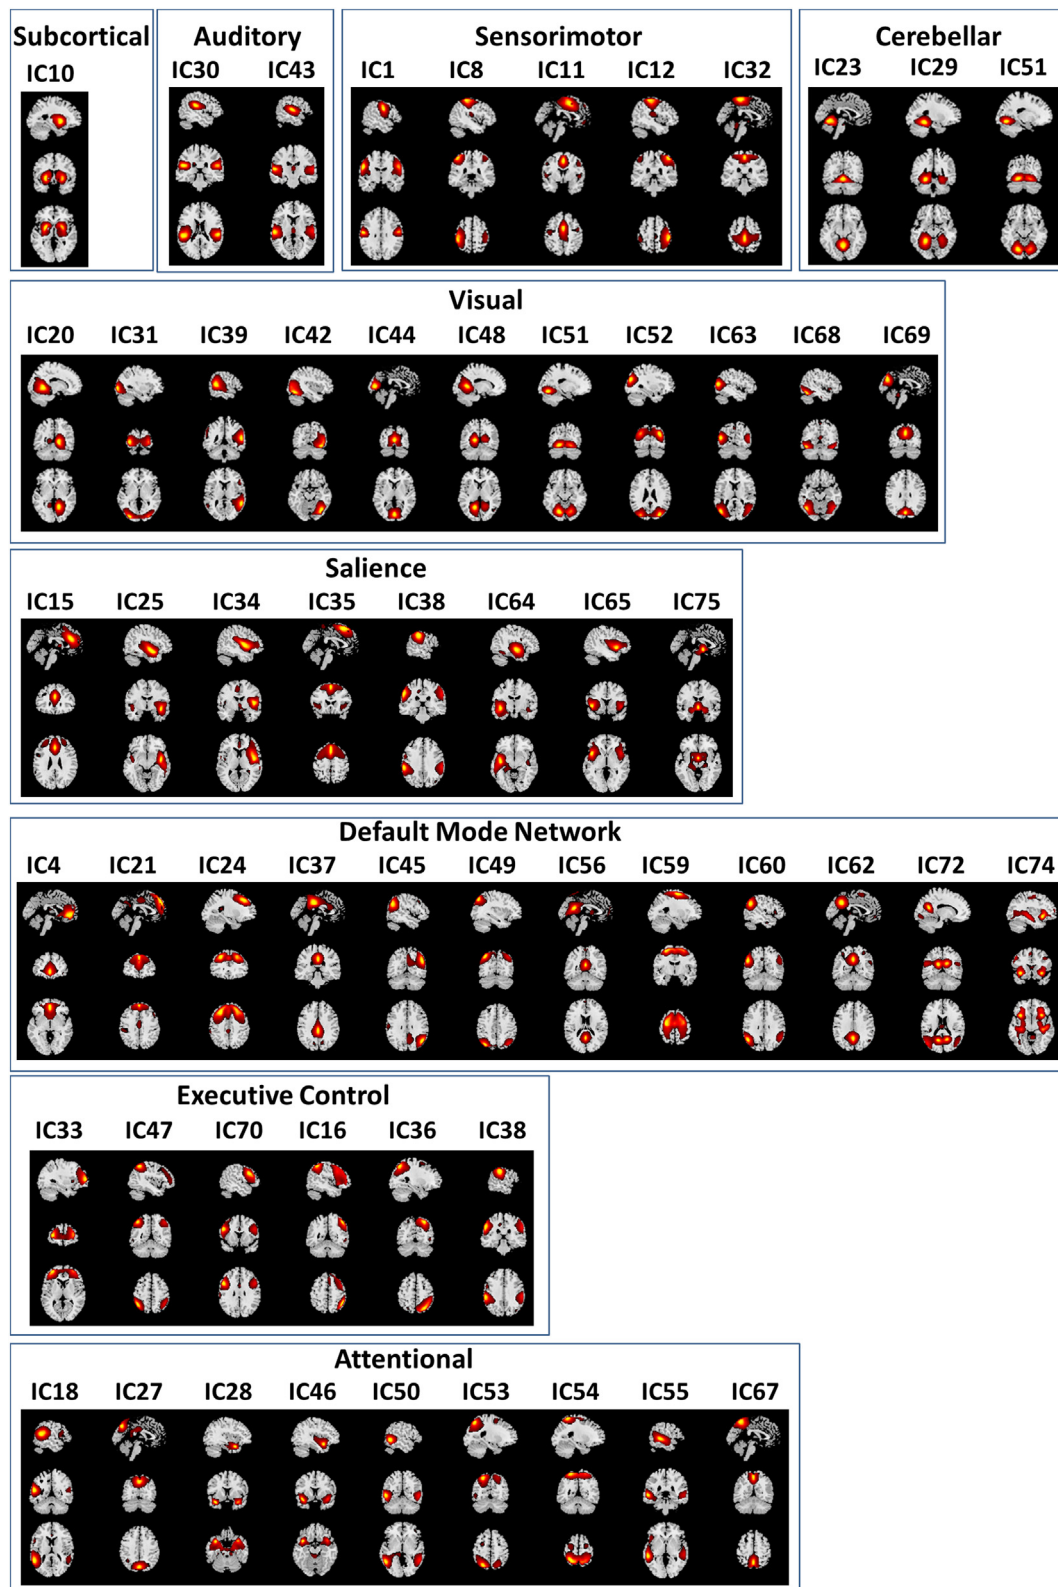 Subcortical
IC10
Auditory
IC30 IC43
Sensorimotor
IC1 IC8 IC11 IC12 IC32
Cerebellar
IC23 IC29 IC51
Visual
IC20 IC31 IC39 IC42 IC44 IC48 IC51 IC52 IC63 IC68 IC69
Salience
IC15 IC25 IC34 IC35 IC38 IC64 IC65 IC75
Default Mode Network
IC4 IC21 IC24 IC37 IC45 IC49 IC56 IC59 IC60 IC62 IC72 IC74
Executive Control
IC33 IC47 IC70 IC16 IC36 IC38
Attentional
IC18 IC27 IC28 IC46 IC50 IC53 IC54 IC55 IC67